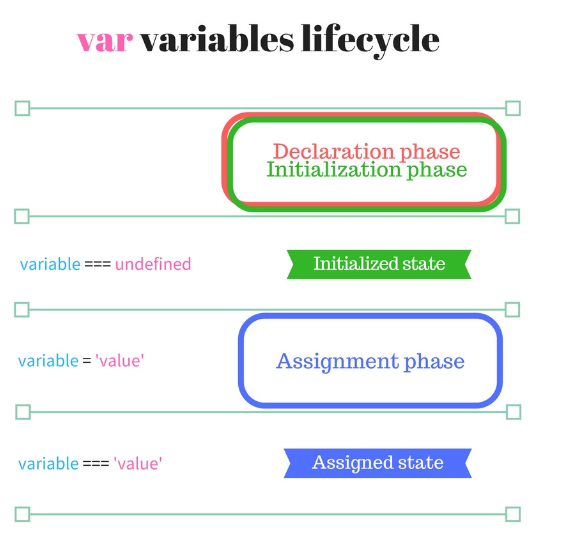 var variables lifecycle
Declaration phase
Initialization phase
variable === undefined
Initialized state
variable = 'value'
Assignment phase
variable === 'value'
Assigned state